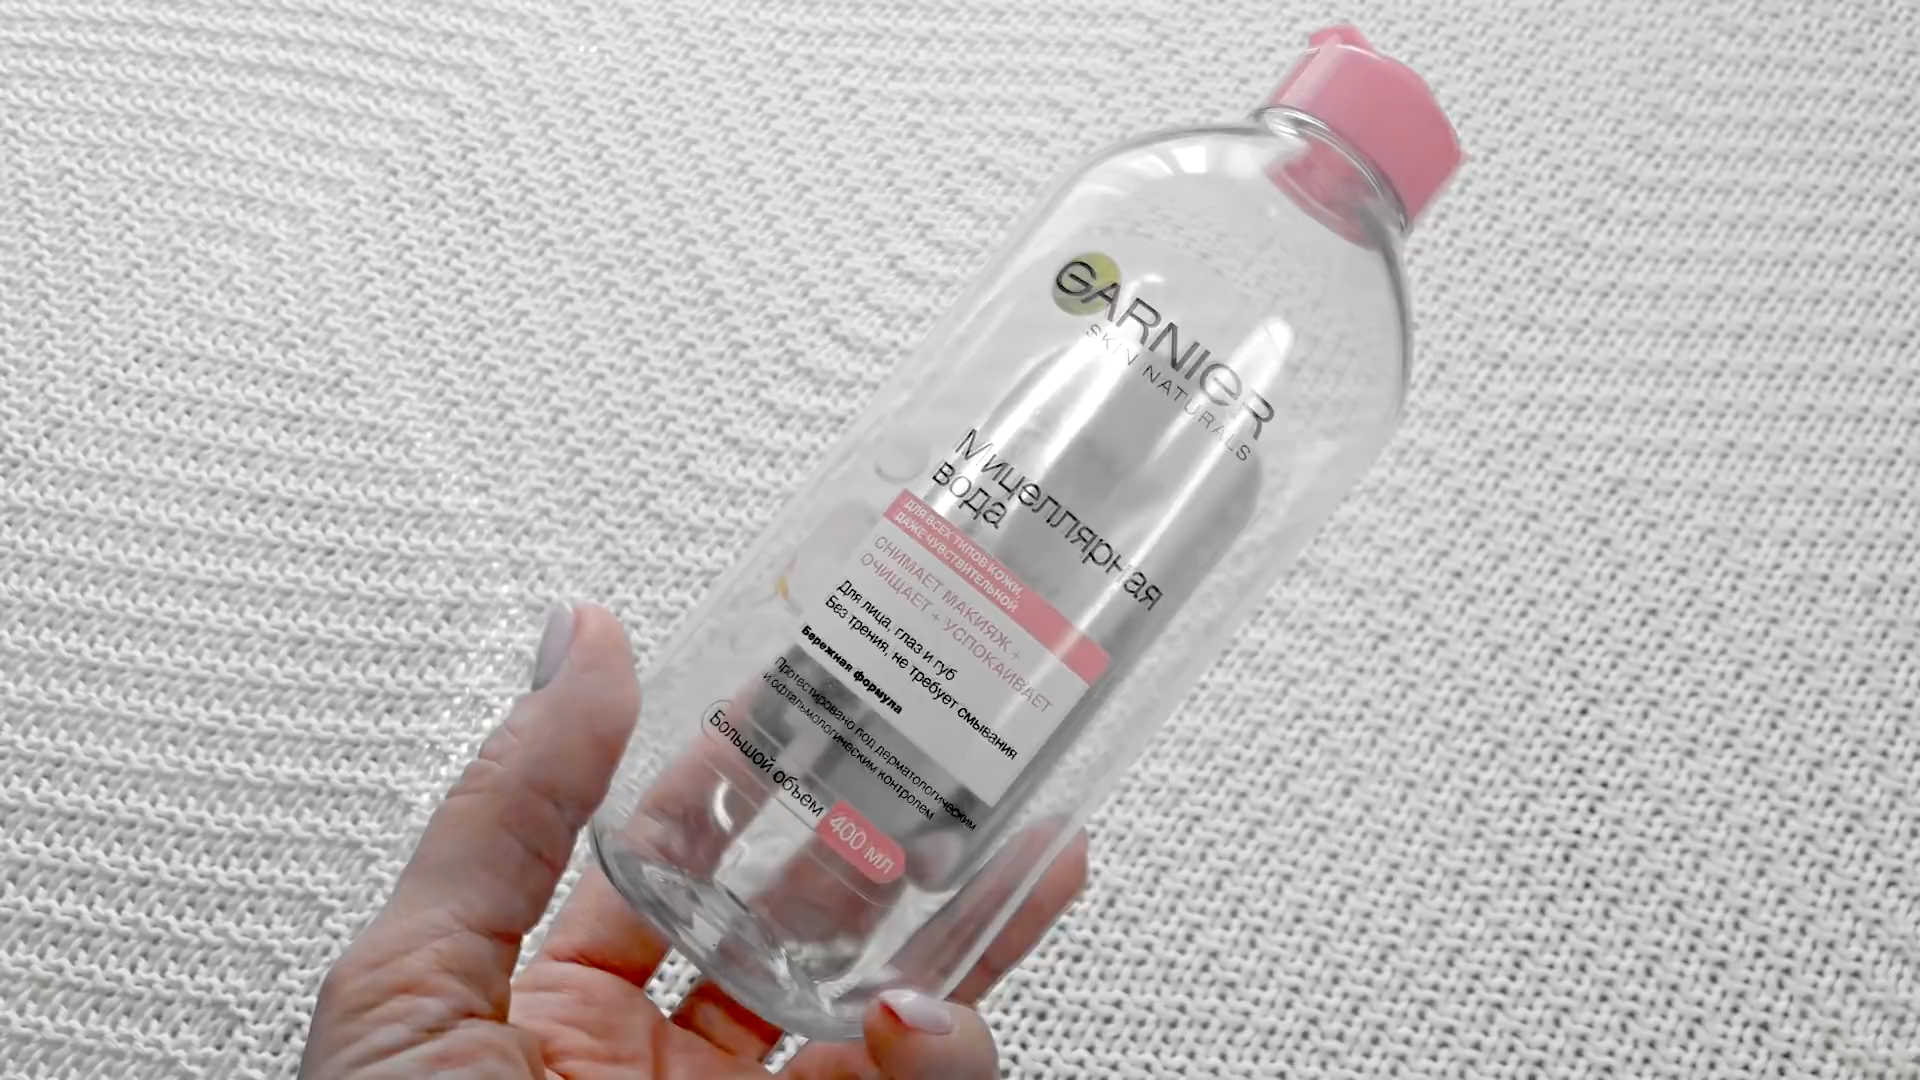 GARNIER
SKIN NATURALS
Мицеллярная
вода
ДЛЯ ВСЕХ ТИПОВ КОЖИ,
ДАЖЕ ЧУВСТВИТЕЛЬНОЙ
СНИМАЕТ МАКИЯЖ +
ОЧИЩАЕТ + УСПОКАИВАЕТ
Для лица, глаз и губ
Без трения, не требует смывания
Бережная формула
Протестировано под дерматологическим
и офтальмологическим контролем
Большой объем 400 мл